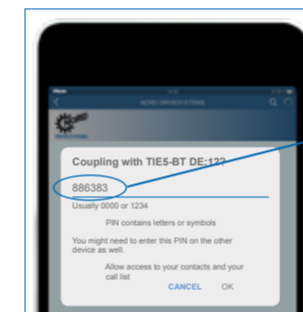 NORD DRIVESYSTEMS
Coupling with TIE5-BT DE:12?
886383
Usually 0000 or 1234
PIN contains letters or symbols
You might need to enter this PIN on the other
device as well.
Allow access to your contacts and your
call list
CANCEL OK